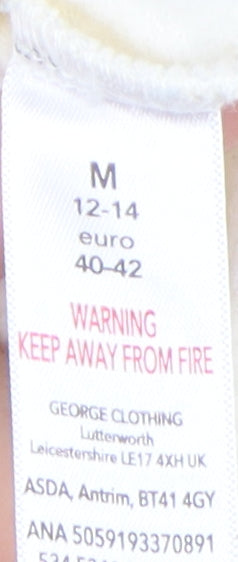 M
12-14
euro
40-42
WARNING
KEEP AWAY FROM FIRE
GEORGE CLOTHING
Lutterworth
Leicestershire LE17 4XH UK
ASDA, Antrim, BT41 4GY
ANA 5059193370891